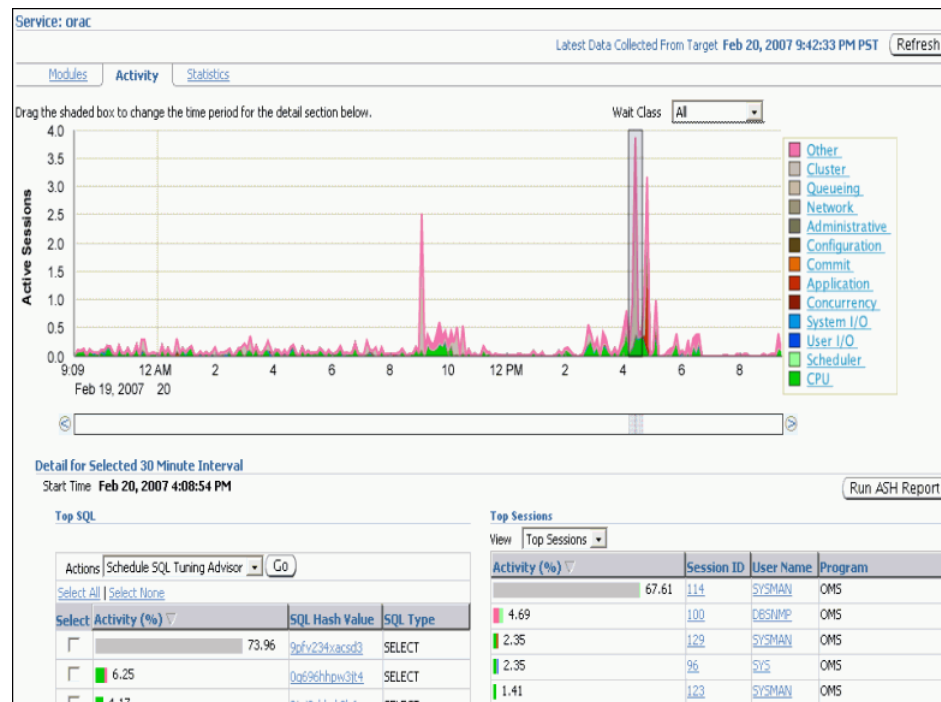 Service: orac
Latest Data Collected From Target Feb 20, 2007 9:42:33 PM PST Refresh
Modules Activity Statistics
Drag the shaded box to change the time period for the detail section below.
Wait Class All
Active Sessions
4.0
3.5
3.0
2.5
2.0
1.5
1.0
0.5
0.0
9:09 12 AM 2 4 6 8 10 12 PM 2 4 6 8
Feb 19, 2007 20
Other
Cluster
Queueing
Network
Administrative
Configuration
Commit
Application
Concurrency
System I/O
User I/O
Scheduler
CPU
Detail for Selected 30 Minute Interval
Start Time Feb 20, 2007 4:08:54 PM
Run ASH Report
Top SQL
Actions Schedule SQL Tuning Advisor Go
Select All | Select None
Select Activity (%) SQL Hash Value SQL Type
73.96 9pfv234xacsd3 SELECT
6.25 0g696hhpw3jt4 SELECT
Top Sessions
View Top Sessions
Activity (%) Session ID User Name Program
67.61 114 SYSMAN OMS
4.69 100 DBSNMP OMS
2.35 129 SYSMAN OMS
2.35 96 SYS OMS
1.41 123 SYSMAN OMS